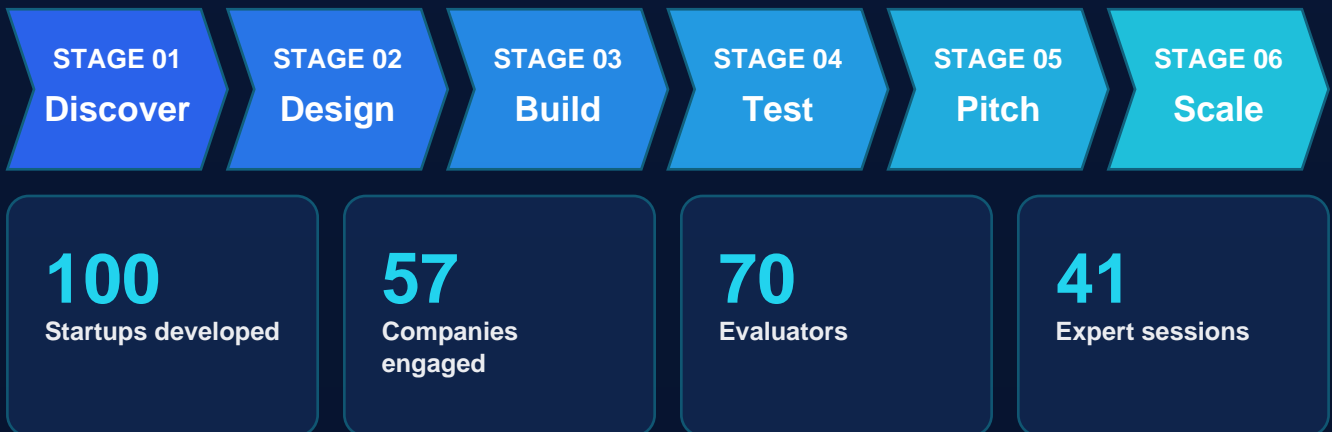 STAGE 01
Discover
STAGE 02
Design
STAGE 03
Build
STAGE 04
Test
STAGE 05
Pitch
STAGE 06
Scale
100
Startups developed
57
Companies
engaged
70
Evaluators
41
Expert sessions